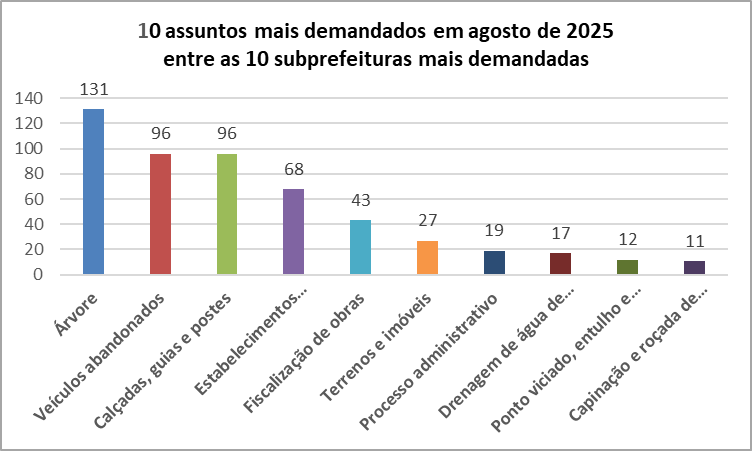 10 assuntos mais demandados em agosto de 2025
entre as 10 subprefeituras mais demandadas
140
120
100
80
60
40
20
0
131
96
96
68
43
27
19
17
12
11
Árvore
Veículos abandonados
Calçadas, guias e postes
Estabelecimentos...
Fiscalização de obras
Terrenos e imóveis
Processo administrativo
Drenagem de água de...
Ponto viciado, entulho e...
Capinação e roçada de...